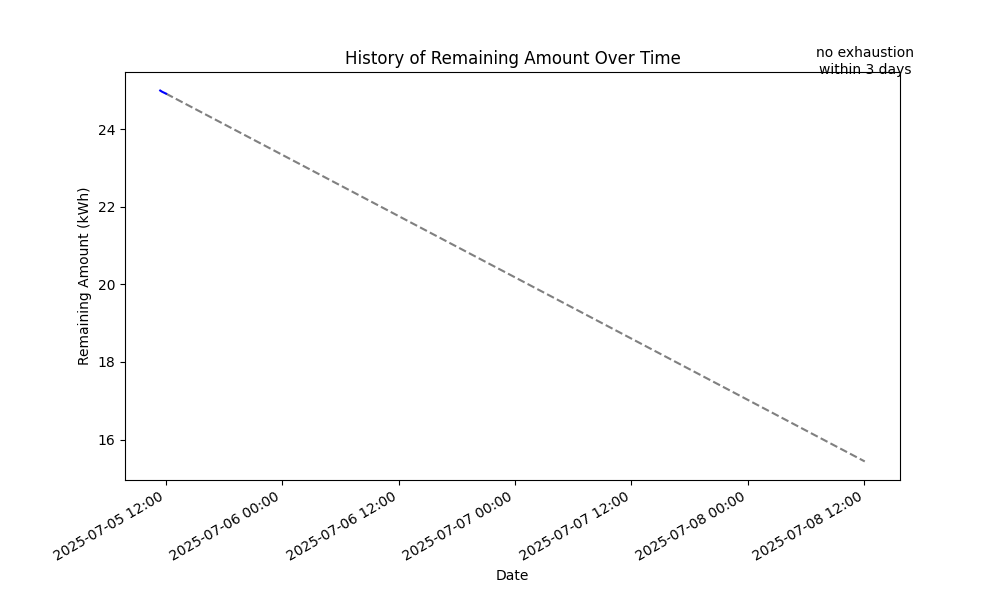 no exhaustion
within 3 days
History of Remaining Amount Over Time
Remaining Amount (kWh)
24
22
20
18
16
2025-07-05 12:00
2025-07-06 00:00
2025-07-06 12:00
2025-07-07 00:00
2025-07-07 12:00
2025-07-08 00:00
2025-07-08 12:00
Date